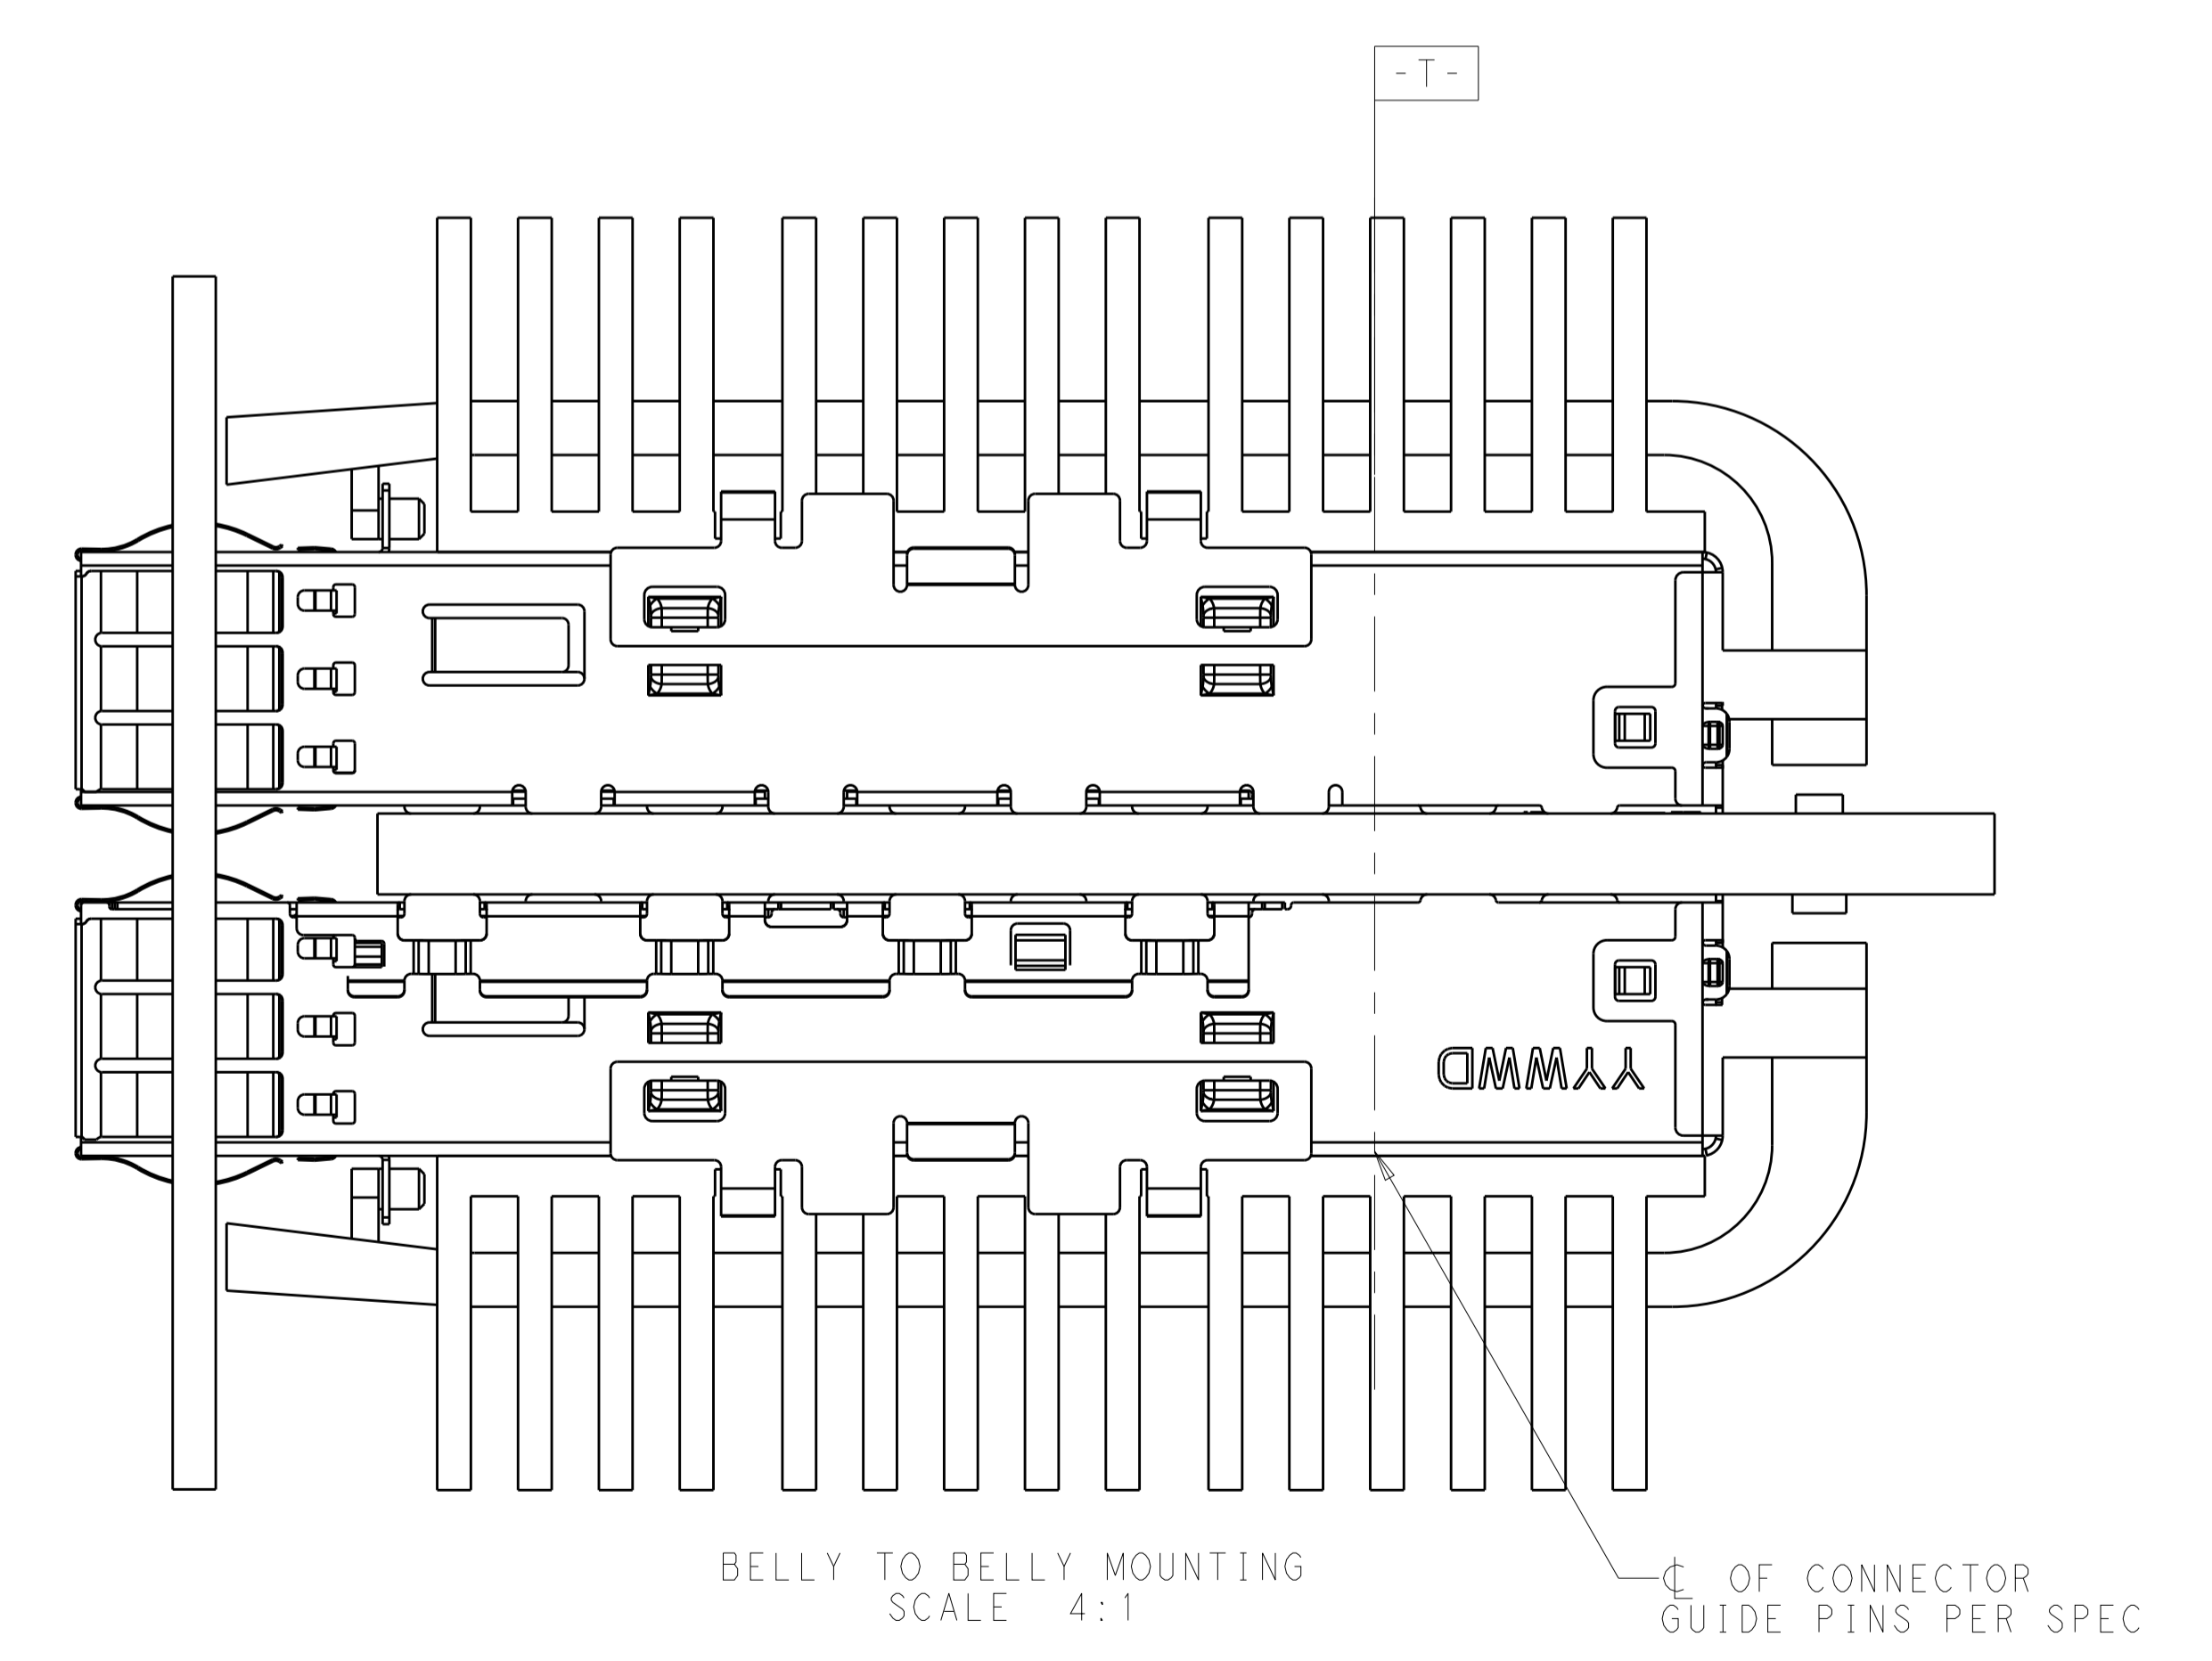 -T-
YYWWD
BELLY TO BELLY MOUNTING
SCALE 4:1
℄ OF CONNECTOR
GUIDE PINS PER SPEC